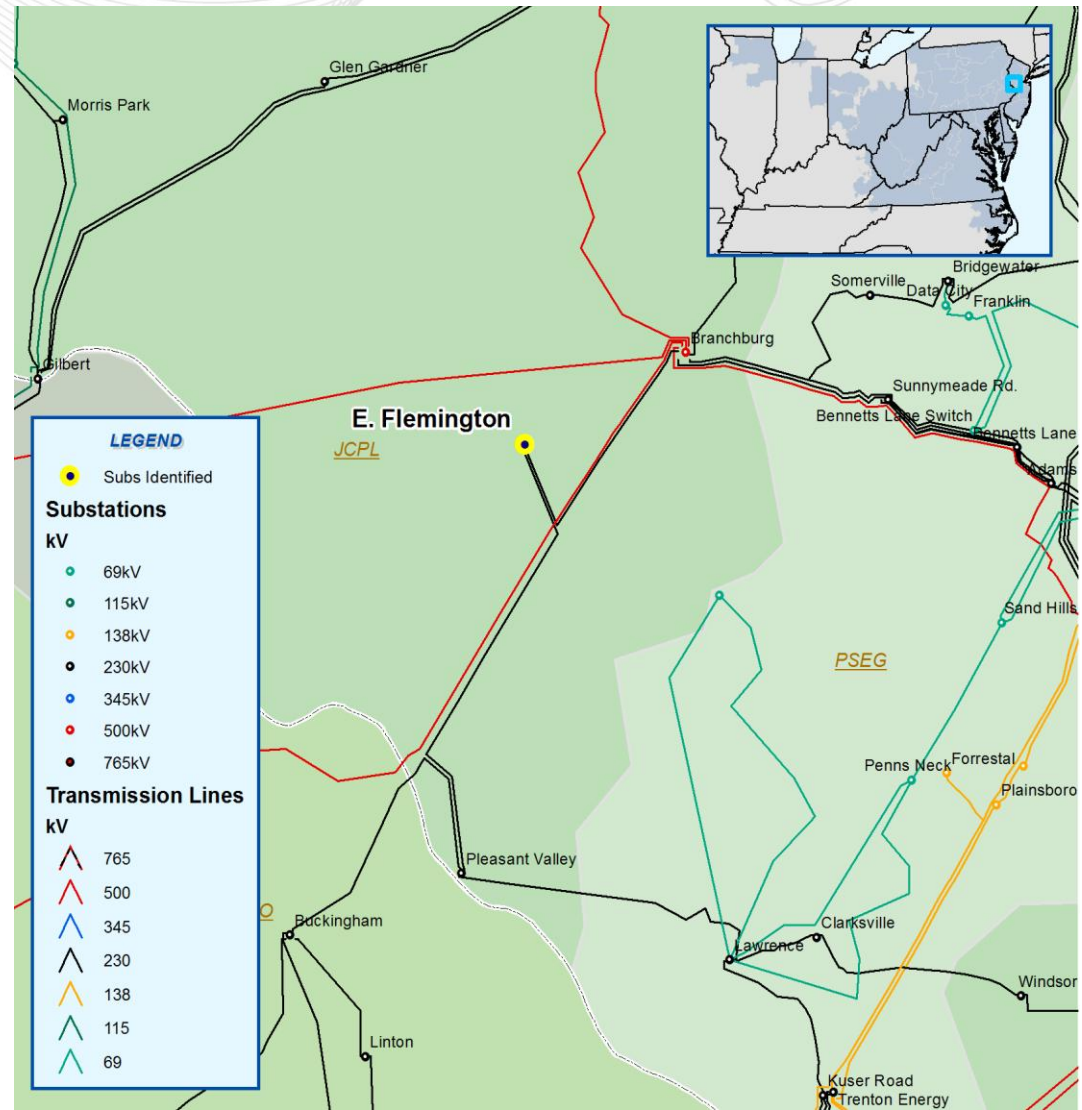 Glen Gardner
Morris Park
Somerville
Bridgewater
Data City
Franklin
Branchburg
Gilbert
Sunnymeade Rd.
Bennetts Lane Switch
Bennetts Lane
Adams
E. Flemington
JCPL
LEGEND
Subs Identified
Substations
kV
69kV
115kV
138kV
230kV
345kV
500kV
765kV
Transmission Lines
kV
765
500
345
230
138
115
69
Sand Hills
PSEG
Penns Neck
Forrestal
Plainsboro
Pleasant Valley
O
Buckingham
Clarksville
Lawrence
Windsor
Linton
Kuser Road
Trenton Energy